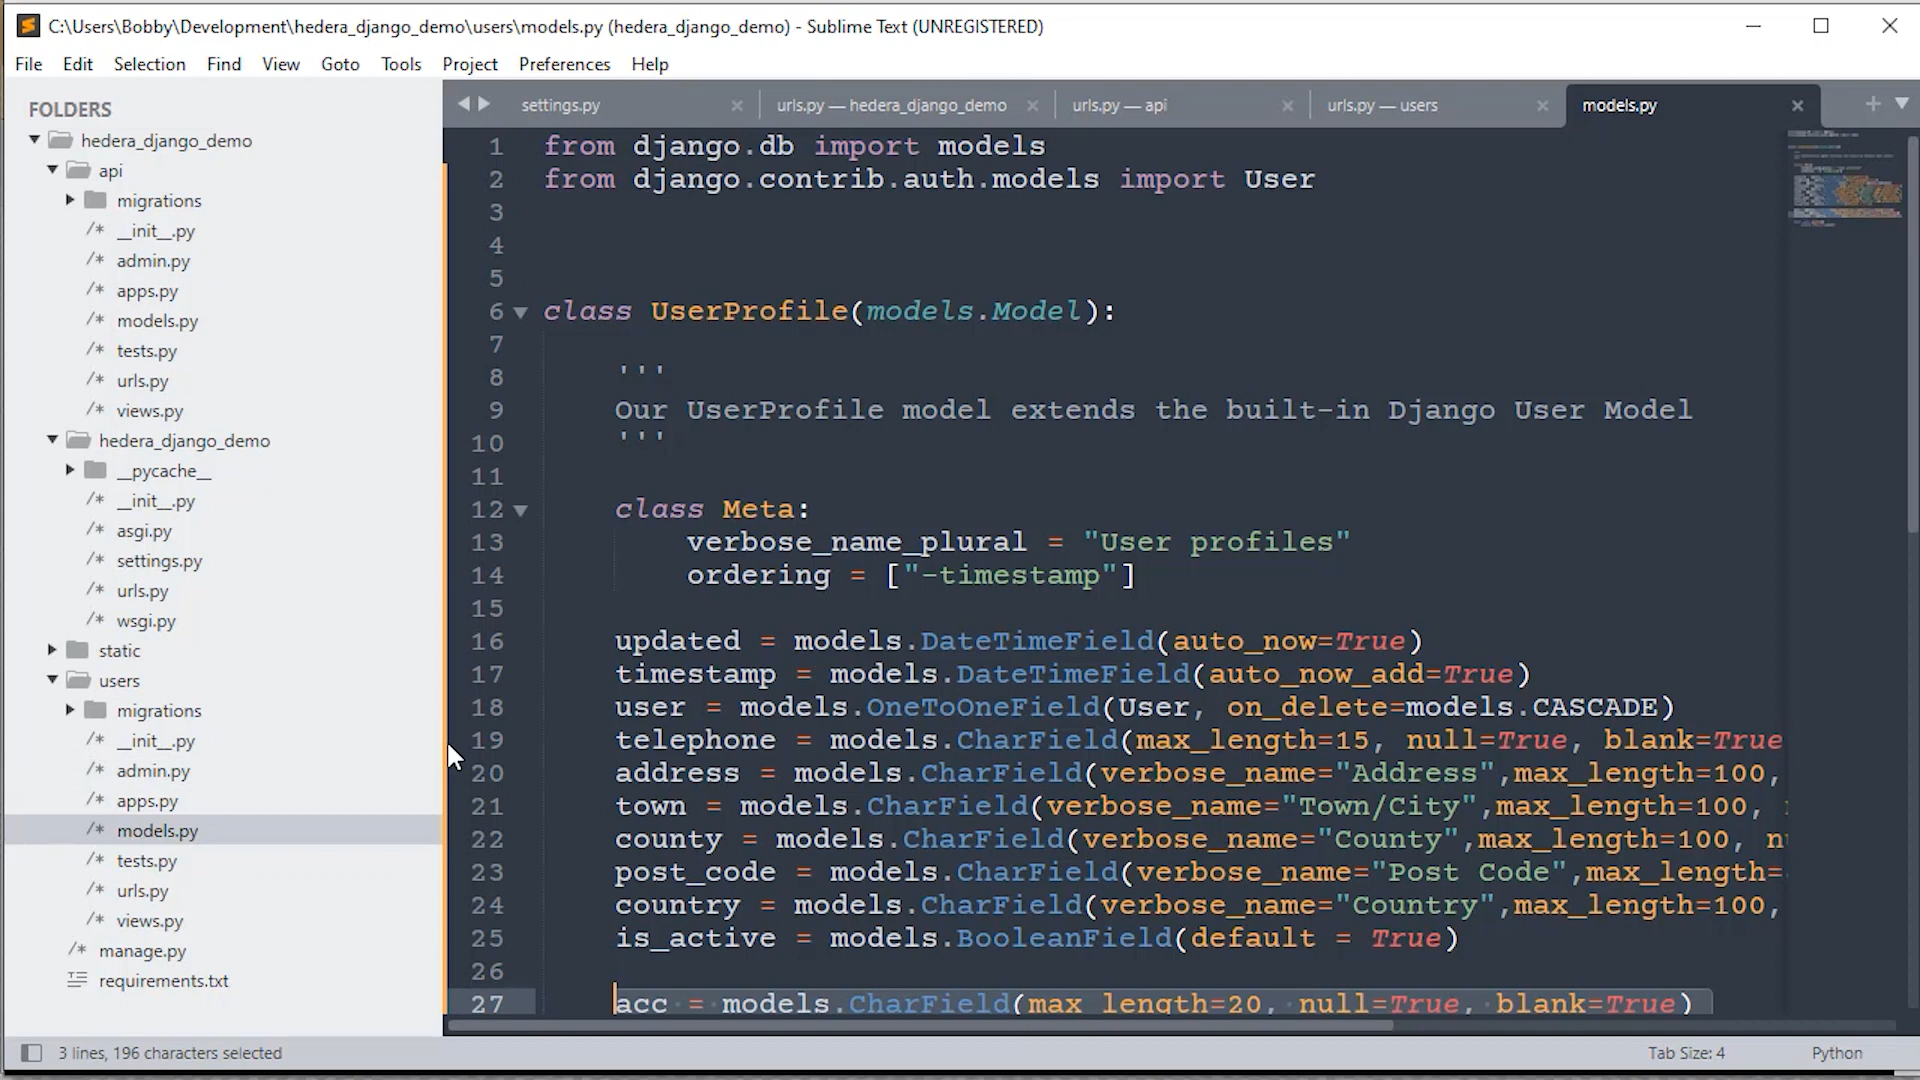 C:\Users\Bobby\Development\hedera_django_demo\users\models.py (hedera_django_demo) - Sublime Text (UNREGISTERED)
File Edit Selection Find View Goto Tools Project Preferences Help
FOLDERS
hedera_django_demo
api
migrations
/* __init__.py
/* admin.py
/* apps.py
/* models.py
/* tests.py
/* urls.py
/* views.py
hedera_django_demo
__pycache__
/* __init__.py
/* asgi.py
/* settings.py
/* urls.py
/* wsgi.py
static
users
migrations
/* __init__.py
/* admin.py
/* apps.py
/* models.py
/* tests.py
/* urls.py
/* views.py
/* manage.py
requirements.txt
settings.py urls.py — hedera_django_demo urls.py — api urls.py — users models.py
1 from django.db import models
2 from django.contrib.auth.models import User
3
4
5
6 class UserProfile(models.Model):
7
8 '''
9 Our UserProfile model extends the built-in Django User Model
10 '''
11
12 class Meta:
13 verbose_name_plural = "User profiles"
14 ordering = ["-timestamp"]
15
16 updated = models.DateTimeField(auto_now=True)
17 timestamp = models.DateTimeField(auto_now_add=True)
18 user = models.OneToOneField(User, on_delete=models.CASCADE)
19 telephone = models.CharField(max_length=15, null=True, blank=True
20 address = models.CharField(verbose_name="Address",max_length=100,
21 town = models.CharField(verbose_name="Town/City",max_length=100,
22 county = models.CharField(verbose_name="County",max_length=100,
23 post_code = models.CharField(verbose_name="Post Code",max_length=
24 country = models.CharField(verbose_name="Country",max_length=100,
25 is_active = models.BooleanField(default = True)
26
27 acc = models.CharField(max_length=20, null=True, blank=True)
3 lines, 196 characters selected
Tab Size: 4
Python